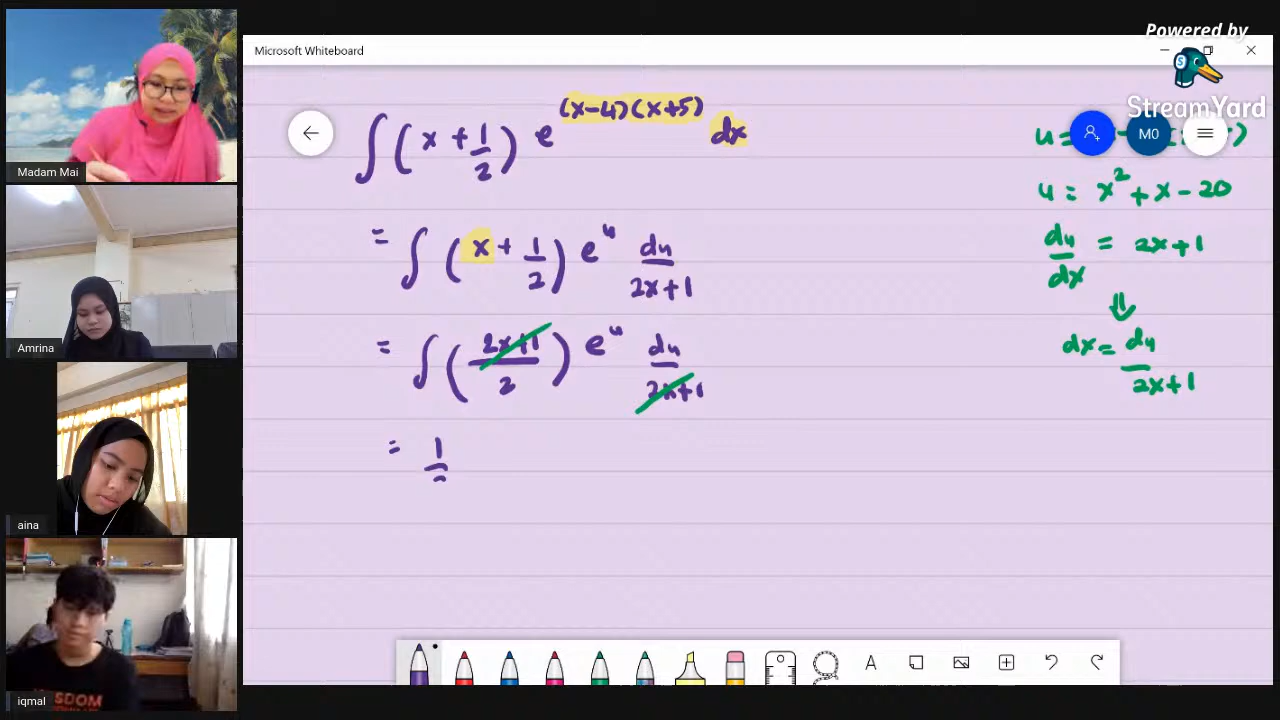 Powered by
StreamYard
Microsoft Whiteboard
∫ (x + 1/2) e^(x-4)(x+5) dx
= ∫ (x + 1/2) e^u du/2x+1
= ∫ (2x+1/2) e^u du/2x+1
= 1
u =
u = x² + x - 20
du/dx = 2x+1
⇓
dx = du/2x+1
M0
Madam Mai
Amrina
aina
iqmal
A